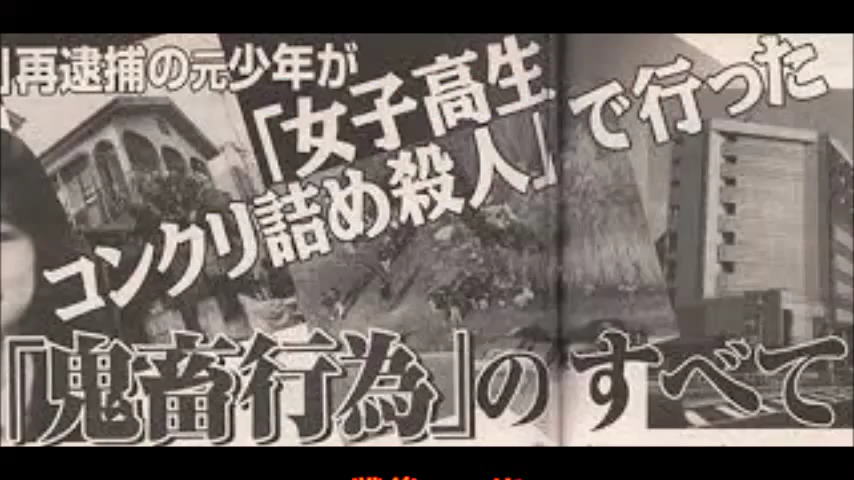 再逮捕の元少年が
「女子高生
コンクリ詰め殺人」で行った
「鬼畜行為」のすべて